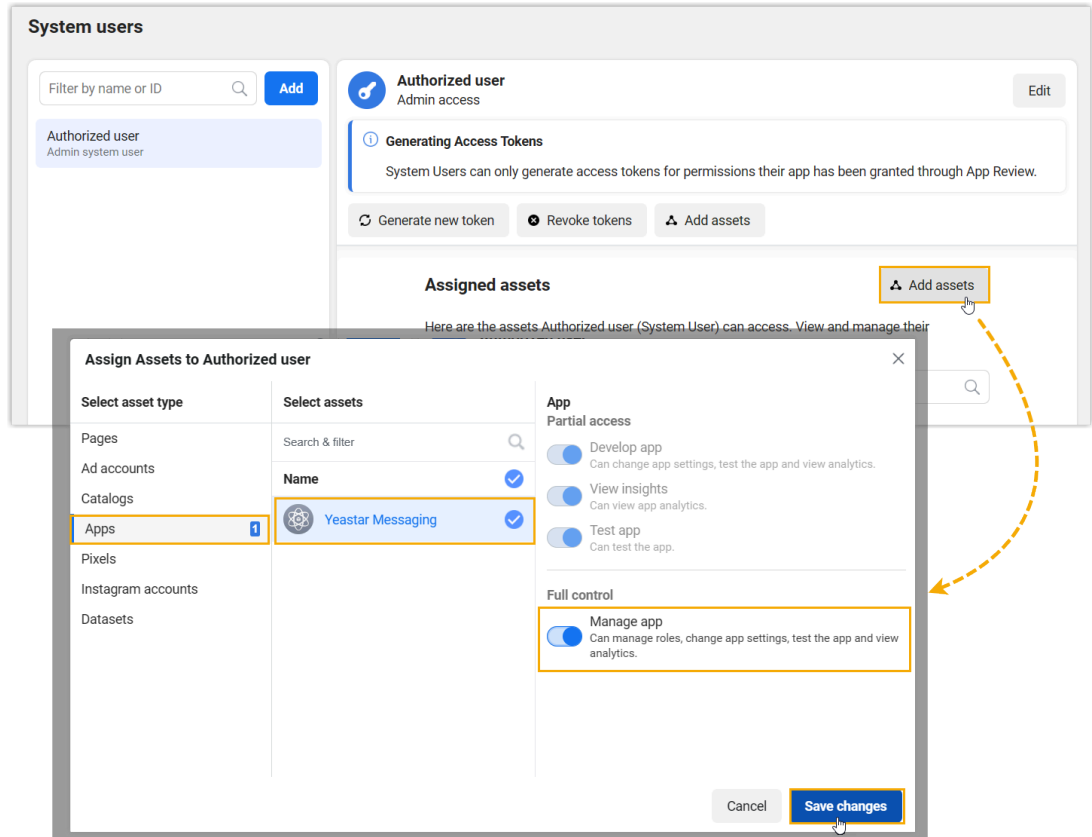 System users
Filter by name or ID
Add
Authorized user
Admin system user
Authorized user
Admin access
Edit
Generating Access Tokens
System Users can only generate access tokens for permissions their app has been granted through App Review.
Generate new token
Revoke tokens
Add assets
Assigned assets
Add assets
Here are the assets Authorized user (System User) can access. View and manage their
Assign Assets to Authorized user
Select asset type
Pages
Ad accounts
Catalogs
Apps
1
Pixels
Instagram accounts
Datasets
Select assets
Search & filter
Name
Yeastar Messaging
App
Partial access
Develop app
Can change app settings, test the app and view analytics.
View insights
Can view app analytics.
Test app
Can test the app.
Full control
Manage app
Can manage roles, change app settings, test the app and view
analytics.
Cancel
Save changes